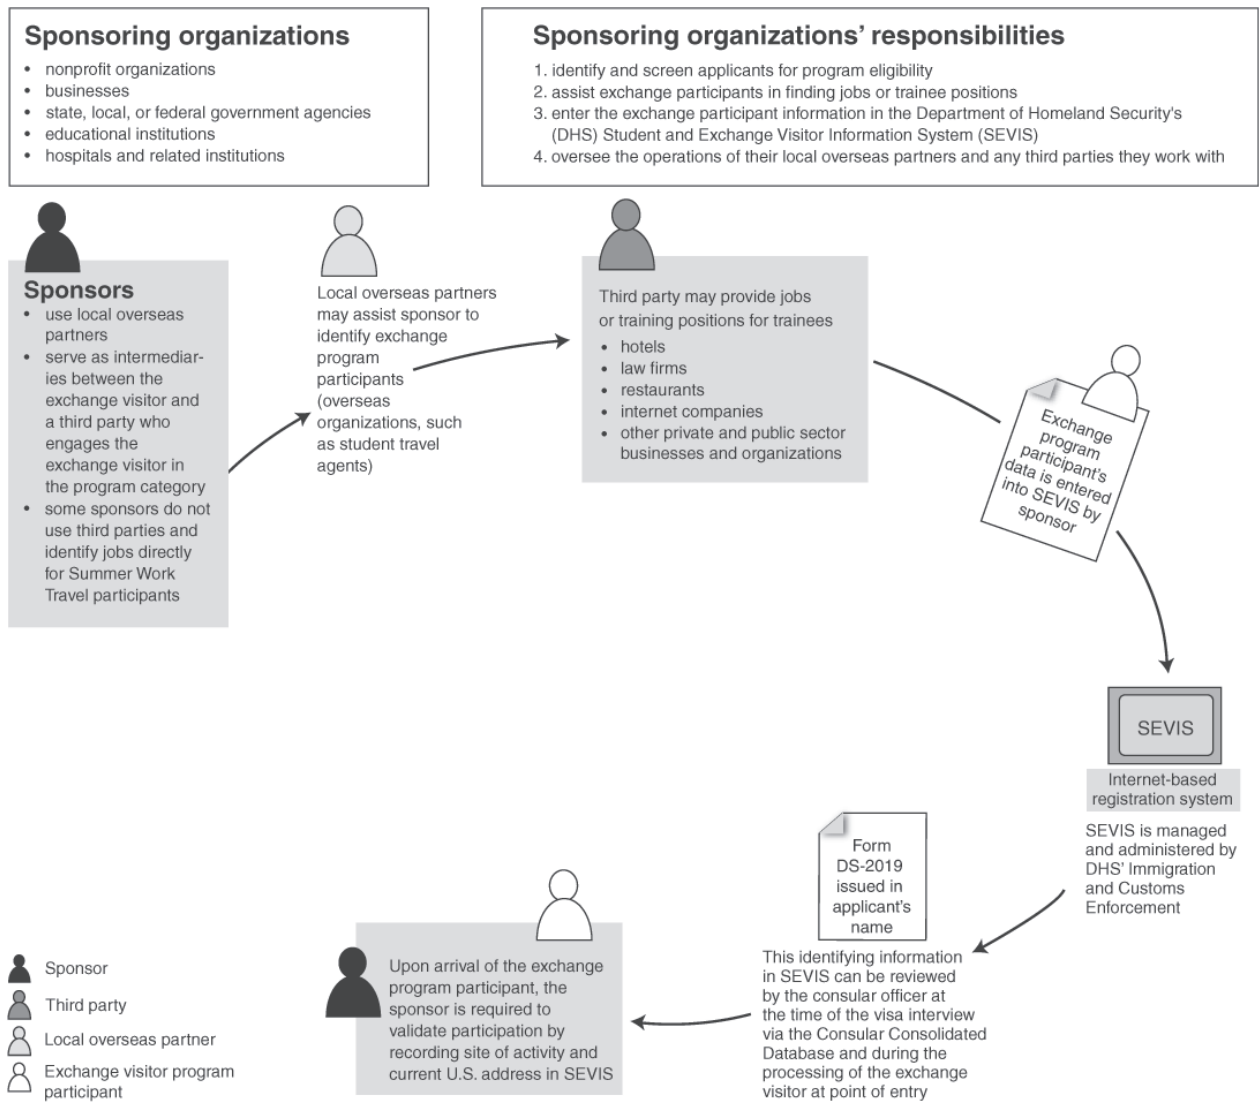 Sponsoring organizations
• nonprofit organizations
• businesses
• state, local, or federal government agencies
• educational institutions
• hospitals and related institutions
Sponsoring organizations' responsibilities
1. identify and screen applicants for program eligibility
2. assist exchange participants in finding jobs or trainee positions
3. enter the exchange participant information in the Department of Homeland Security's
(DHS) Student and Exchange Visitor Information System (SEVIS)
4. oversee the operations of their local overseas partners and any third parties they work with
Sponsors
• use local overseas
partners
• serve as intermediar-
ies between the
exchange visitor and
a third party who
engages the
exchange visitor in
the program category
• some sponsors do not
use third parties and
identify jobs directly
for Summer Work
Travel participants
Local overseas partners
may assist sponsor to
identify exchange
program
participants
(overseas
organizations, such
as student travel
agents)
Third party may provide jobs
or training positions for trainees
• hotels
• law firms
• restaurants
• internet companies
• other private and public sector
businesses and organizations
Exchange
program
participant's
data is entered
into SEVIS by
sponsor
SEVIS
Internet-based
registration system
SEVIS is managed
and administered by
DHS' Immigration
and Customs
Enforcement
Form
DS-2019
issued in
applicant's
name
This identifying information
in SEVIS can be reviewed
by the consular officer at
the time of the visa interview
via the Consular Consolidated
Database and during the
processing of the exchange
visitor at point of entry
Upon arrival of the exchange
program participant, the
sponsor is required to
validate participation by
recording site of activity and
current U.S. address in SEVIS
Sponsor
Third party
Local overseas partner
Exchange visitor program
participant